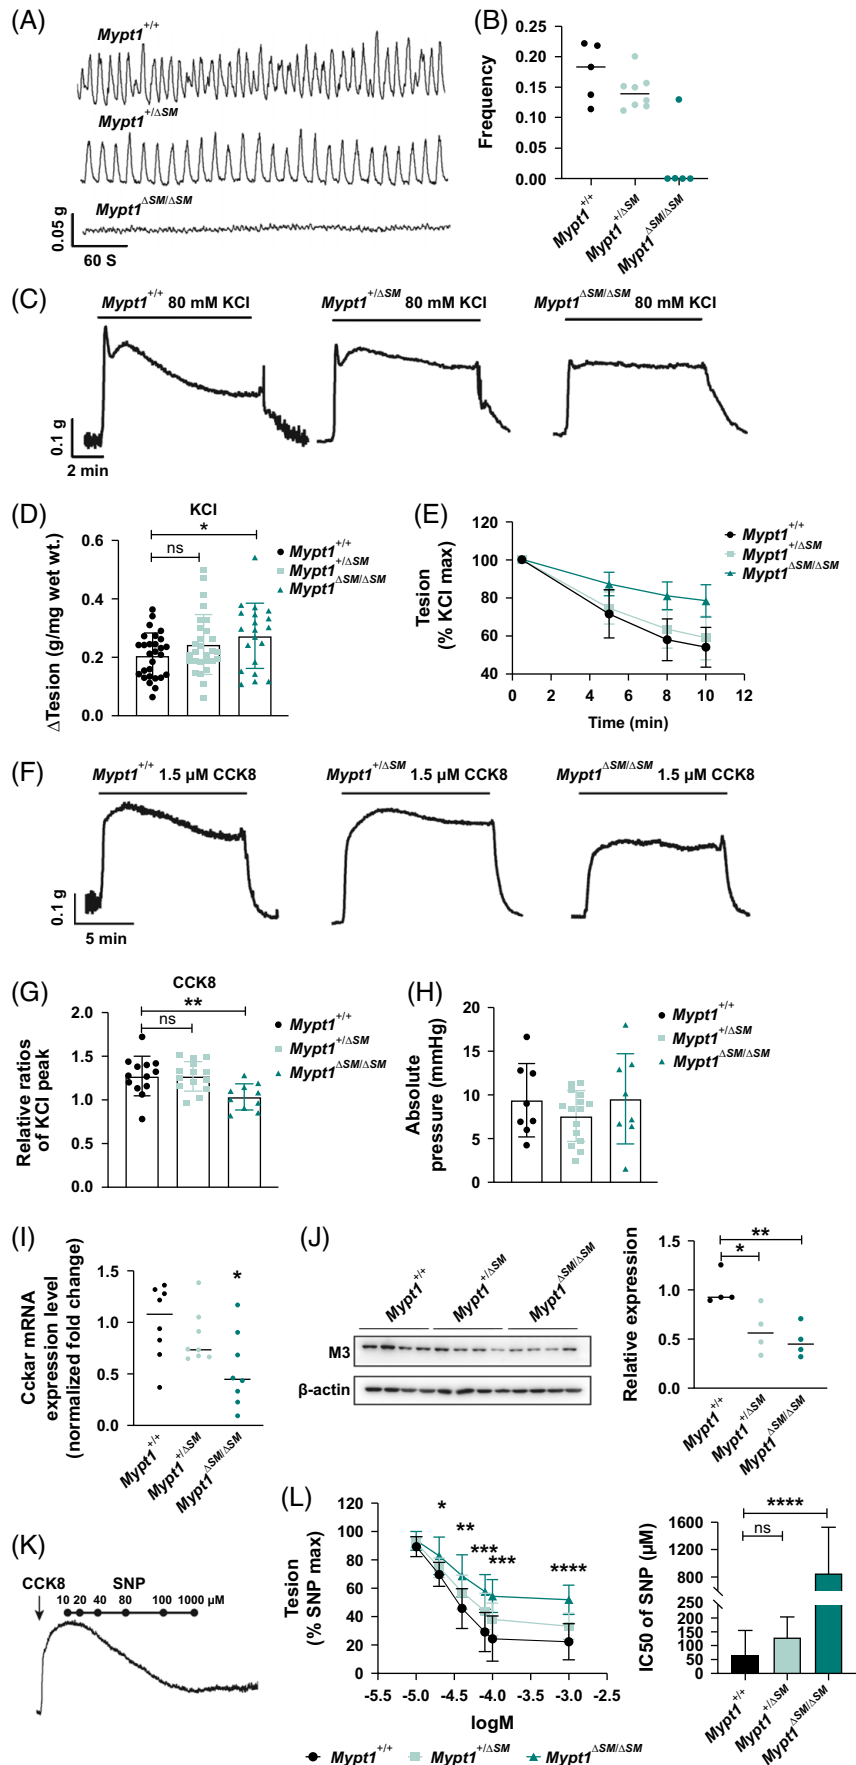 (A)
Mypt1+/+
Mypt1+/ΔSM
Mypt1ΔSM/ΔSM
0.05 g
60 S
(B)
Frequency
0.25
0.20
0.15
0.10
0.05
0.00
Mypt1+/+
Mypt1+/ΔSM
Mypt1ΔSM/ΔSM
(C)
Mypt1+/+ 80 mM KCl
Mypt1+/ΔSM 80 mM KCl
Mypt1ΔSM/ΔSM 80 mM KCl
0.1 g
2 min
(D)
KCl
*
ns
ΔTesion (g/mg wet wt.)
0.6
0.4
0.2
0.0
Mypt1+/+
Mypt1+/ΔSM
Mypt1ΔSM/ΔSM
(E)
Tesion
(% KCl max)
120
100
80
60
40
0 2 4 6 8 10 12
Time (min)
Mypt1+/+
Mypt1+/ΔSM
Mypt1ΔSM/ΔSM
(F)
Mypt1+/+ 1.5 μM CCK8
Mypt1+/ΔSM 1.5 μM CCK8
Mypt1ΔSM/ΔSM 1.5 μM CCK8
0.1 g
5 min
(G)
CCK8
**
ns
Relative ratios
of KCl peak
2.0
1.5
1.0
0.5
0.0
Mypt1+/+
Mypt1+/ΔSM
Mypt1ΔSM/ΔSM
(H)
Absolute
pressure (mmHg)
20
15
10
5
0
Mypt1+/+
Mypt1+/ΔSM
Mypt1ΔSM/ΔSM
(I)
Cckar mRNA
expression level
(normalized fold change)
1.5
1.0
0.5
0.0
*
Mypt1+/+
Mypt1+/ΔSM
Mypt1ΔSM/ΔSM
(J)
Mypt1+/+
Mypt1+/ΔSM
Mypt1ΔSM/ΔSM
M3
β-actin
Relative expression
1.5
1.0
0.5
0.0
**
*
Mypt1+/+
Mypt1+/ΔSM
Mypt1ΔSM/ΔSM
(K)
CCK8
SNP
10 20 40 80 100 1000 μM
(L)
Tesion
(% SNP max)
120
100
80
60
40
20
0
*
**
***
***
****
-5.5 -5.0 -4.5 -4.0 -3.5 -3.0 -2.5
logM
Mypt1+/+ Mypt1+/ΔSM Mypt1ΔSM/ΔSM
IC50 of SNP (μM)
1600
1200
800
250
200
150
100
50
0
****
ns
Mypt1+/+
Mypt1+/ΔSM
Mypt1ΔSM/ΔSM